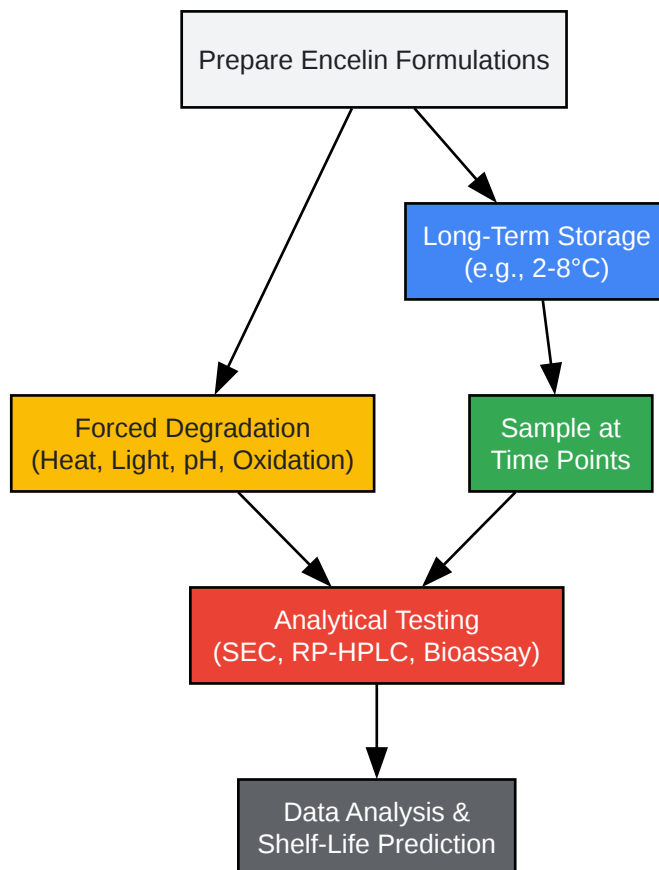 Prepare Encelin Formulations
Long-Term Storage
(e.g., 2-8°C)
Forced Degradation
(Heat, Light, pH, Oxidation)
Sample at
Time Points
Analytical Testing
(SEC, RP-HPLC, Bioassay)
Data Analysis &
Shelf-Life Prediction